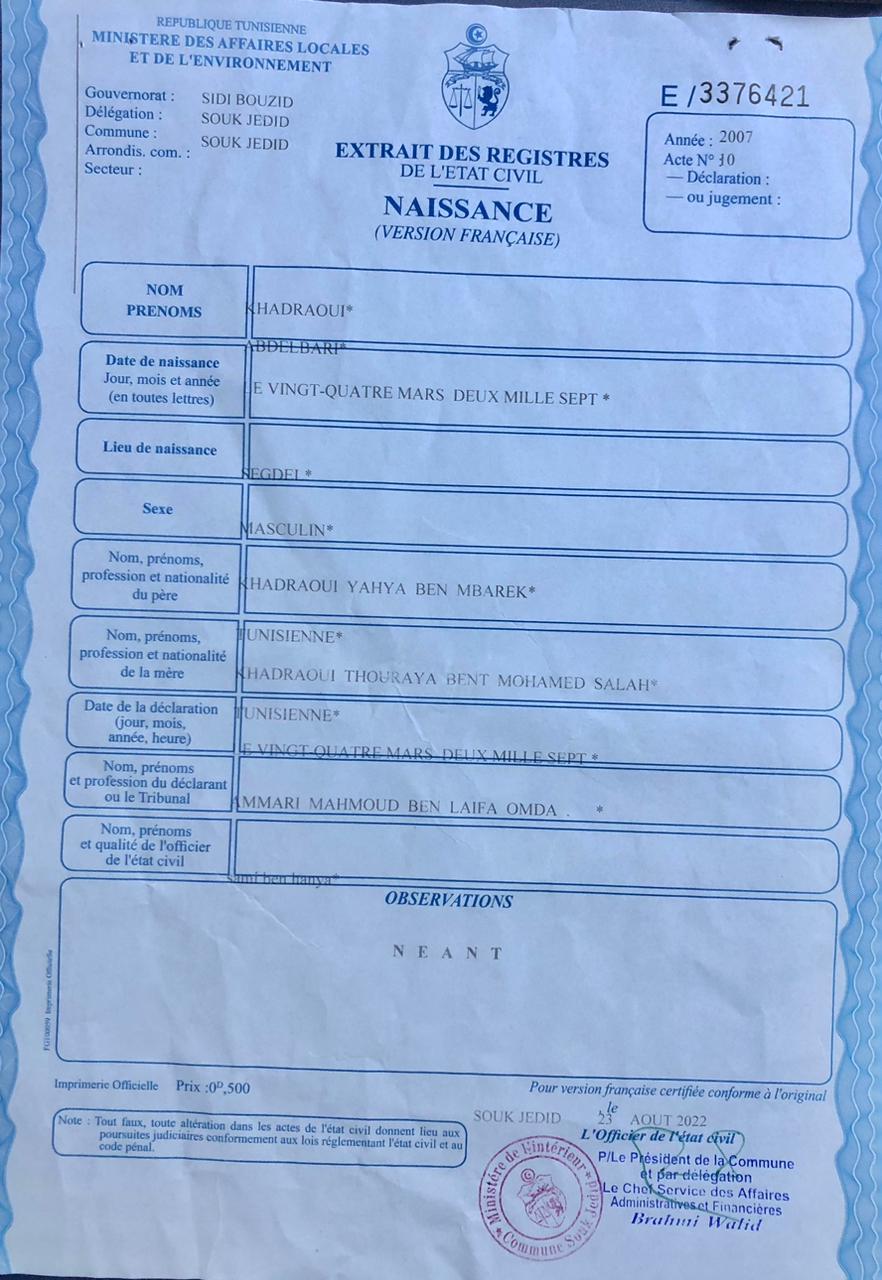 REPUBLIQUE TUNISIENNE
MINISTERE DES AFFAIRES LOCALES
ET DE L'ENVIRONNEMENT
Gouvernorat : SIDI BOUZID
Délégation : SOUK JEDID
Commune : SOUK JEDID
Arrondis. com. :
Secteur :
EXTRAIT DES REGISTRES
DE L'ETAT CIVIL
NAISSANCE
(VERSION FRANÇAISE)
E /3376421
Année : 2007
Acte N° 10
— Déclaration :
— ou jugement :
NOM
PRENOMS
KHADRAOUI*
ABDELBARI*
Date de naissance
Jour, mois et année
(en toutes lettres)
LE VINGT-QUATRE MARS DEUX MILLE SEPT *
Lieu de naissance
REGDEL*
Sexe
MASCULIN*
Nom, prénoms,
profession et nationalité
du père
KHADRAOUI YAHYA BEN MBAREK*
TUNISIENNE*
Nom, prénoms,
profession et nationalité
de la mère
KHADRAOUI THOURAYA BENT MOHAMED SALAH*
TUNISIENNE*
Date de la déclaration
(jour, mois,
année, heure)
LE VINGT-QUATRE MARS DEUX MILLE SEPT *
Nom, prénoms
et profession du déclarant
ou le Tribunal
AMMARI MAHMOUD BEN LAIFA OMDA . *
Nom, prénoms
et qualité de l'officier
de l'état civil
sami ben hanya*
OBSERVATIONS
N E A N T
FG100059 Imprimerie Officielle
Imprimerie Officielle Prix :0ᴰ,500
Note : Tout faux, toute altération dans les actes de l'état civil donnent lieu aux
poursuites judiciaires conformement aux lois réglementant l'état civil et au
code pénal.
Pour version française certifiée conforme à l'original
SOUK JEDID le 23 AOUT 2022
L'Officier de l'état civil
P/Le Président de la Commune
et par délégation
Le Chef Service des Affaires
Administratives et Financières
Brahmi Walid
Ministère de l'intérieur
Commune Souk Jedid